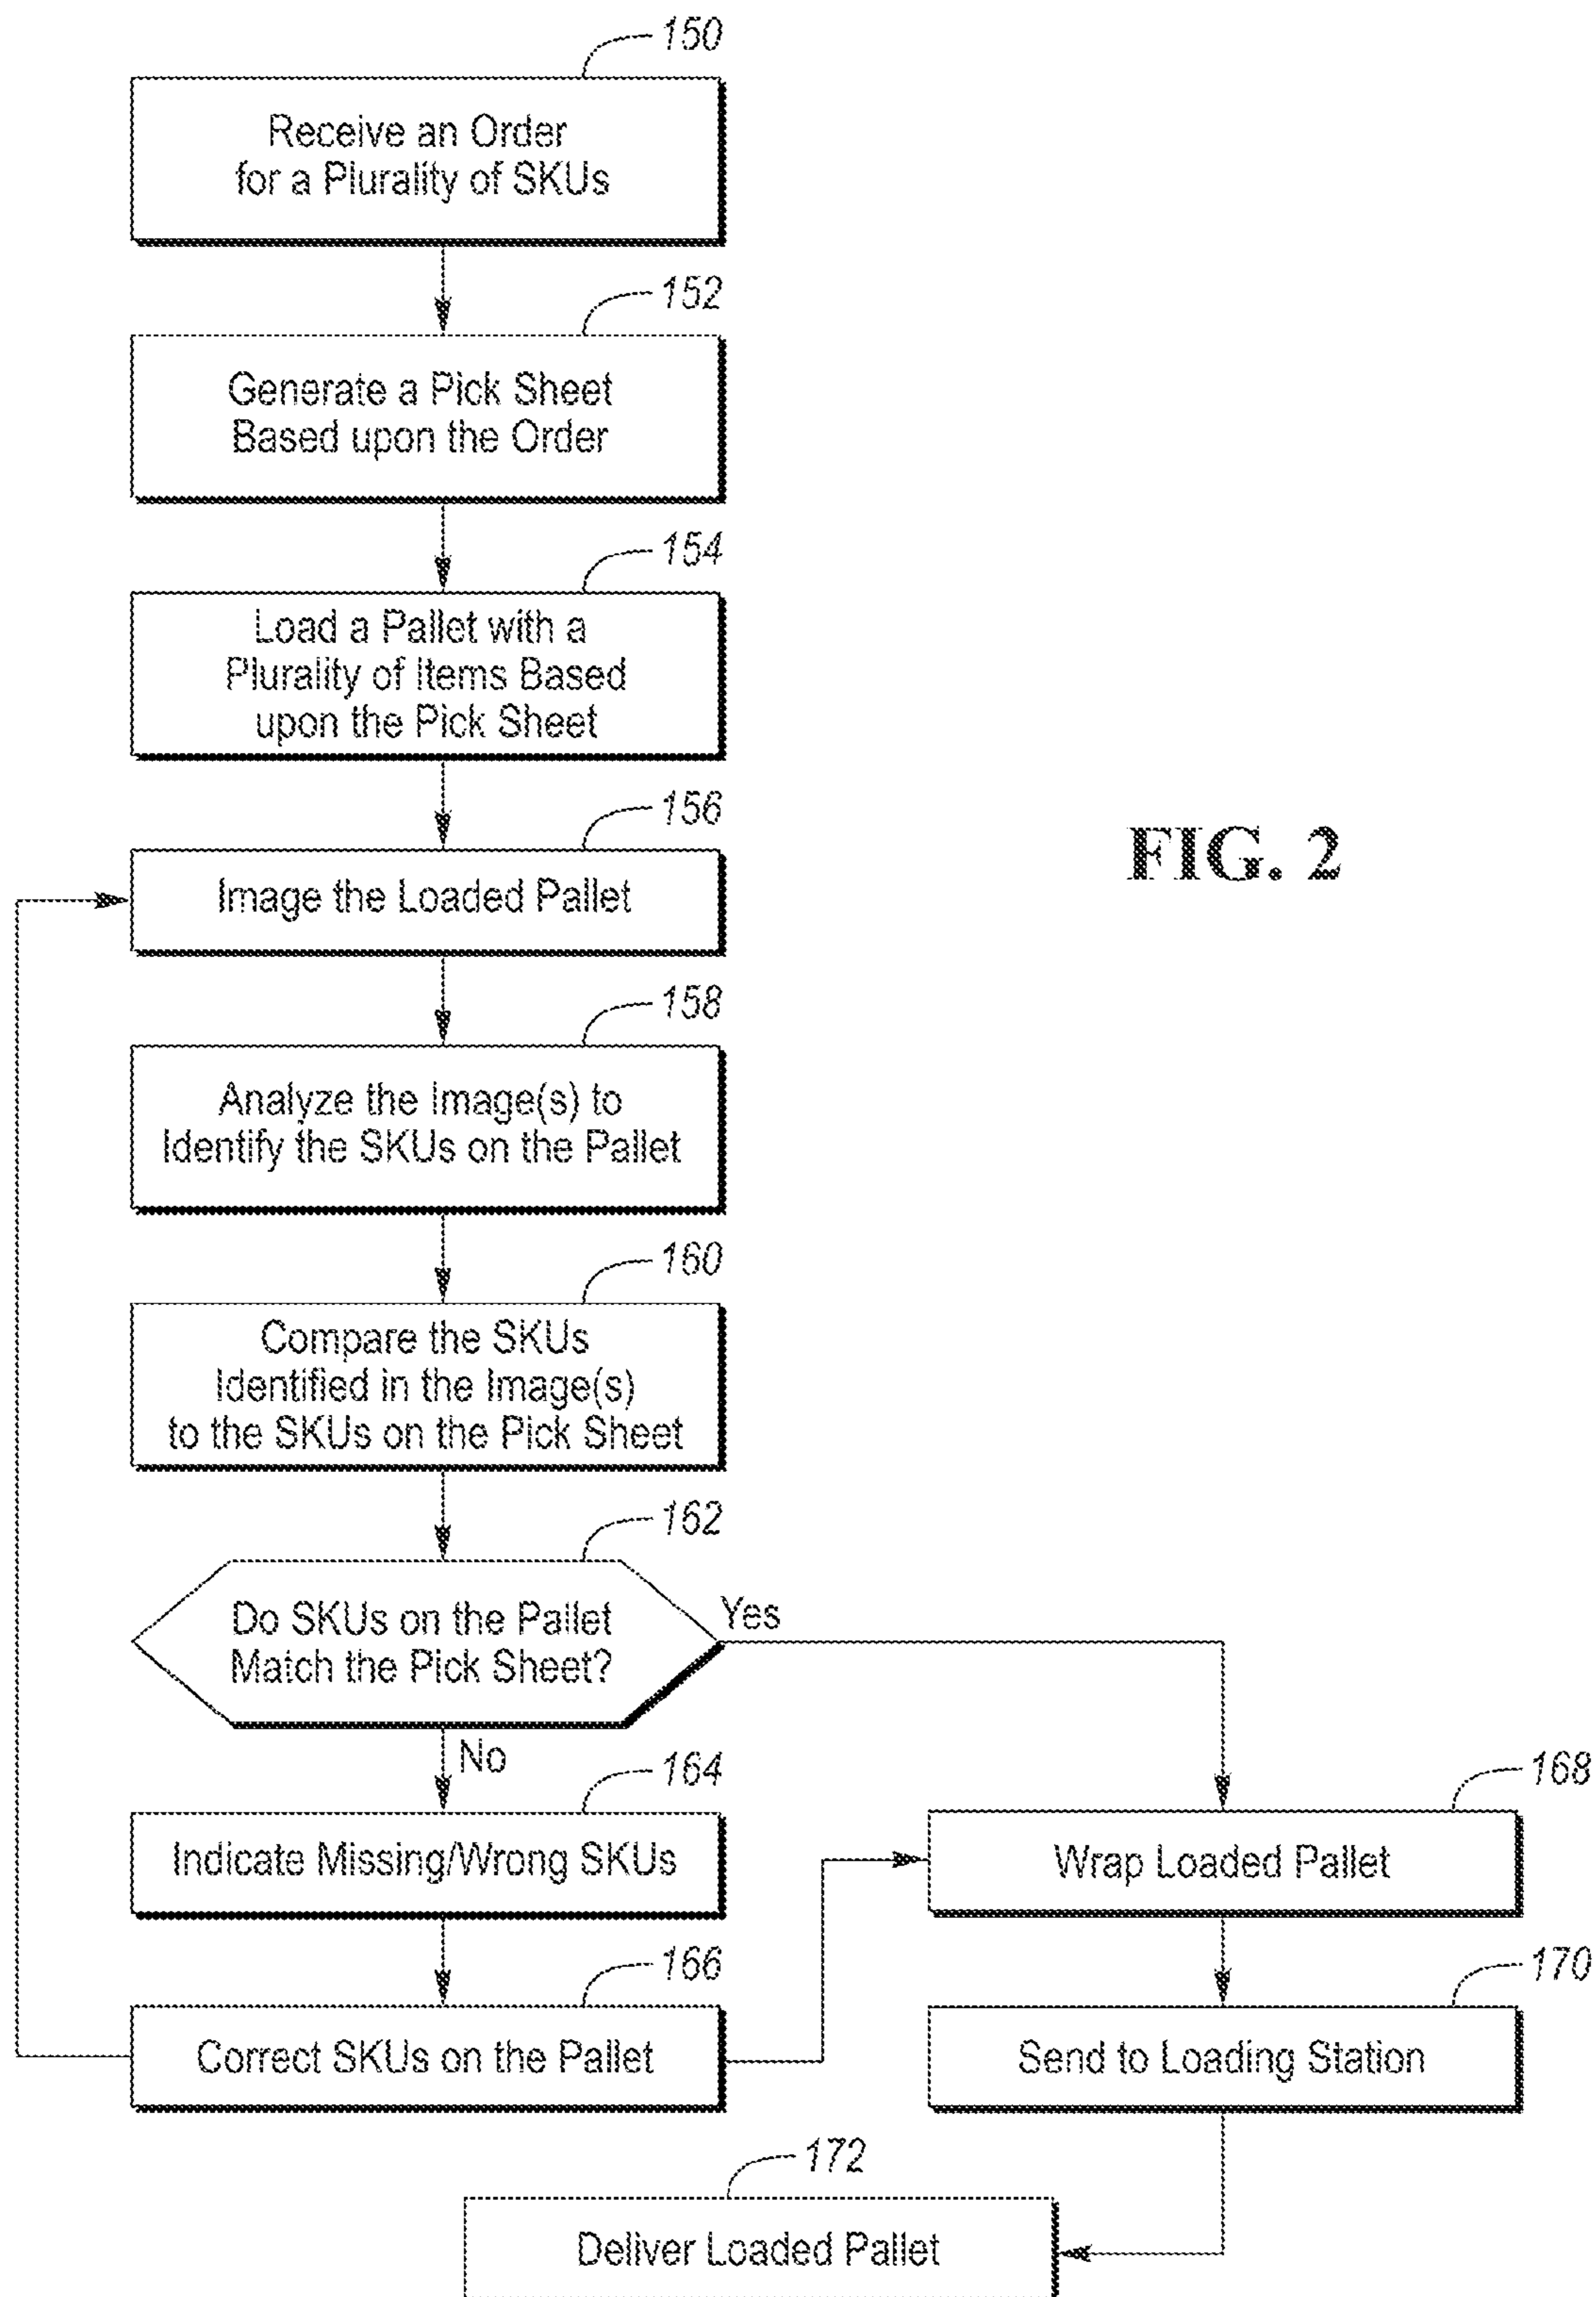 150
Receive an Order
for a Plurality of SKUs
152
Generate a Pick Sheet
Based upon the Order
154
Load a Pallet with a
Plurality of Items Based
upon the Pick Sheet
156
Image the Loaded Pallet
FIG. 2
158
Analyze the Image(s) to
Identify the SKUs on the Pallet
160
Compare the SKUs
Identified in the Image(s)
to the SKUs on the Pick Sheet
162
Do SKUs on the Pallet
Match the Pick Sheet?
Yes
No
164
Indicate Missing/Wrong SKUs
168
Wrap Loaded Pallet
166
Correct SKUs on the Pallet
170
Send to Loading Station
172
Deliver Loaded Pallet